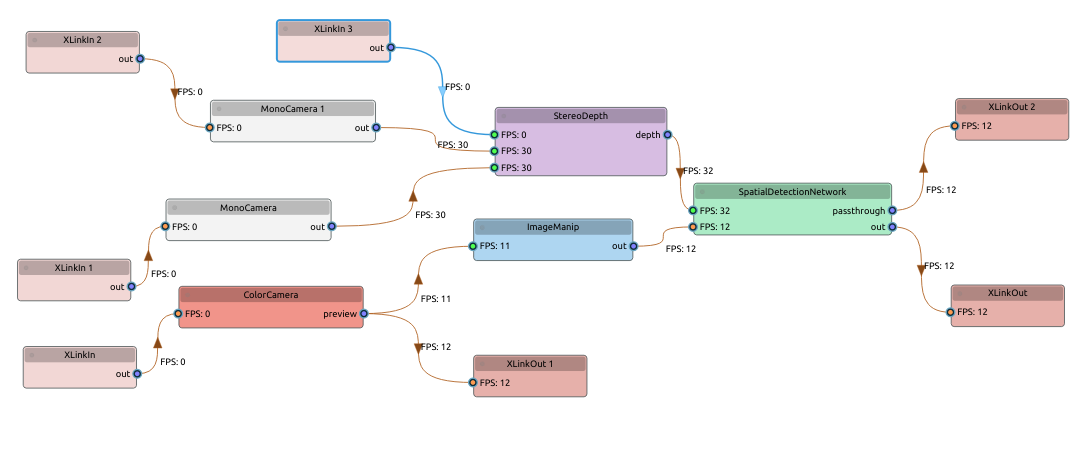 XLinkIn 3
out
XLinkIn 2
out
FPS: 0
FPS: 0
MonoCamera 1
FPS: 0
out
FPS: 30
StereoDepth
FPS: 0
depth
FPS: 30
FPS: 30
FPS: 32
XLinkOut 2
FPS: 12
FPS: 12
SpatialDetectionNetwork
FPS: 32
passthrough
FPS: 12
out
MonoCamera
FPS: 0
out
FPS: 30
ImageManip
FPS: 11
out
FPS: 12
FPS: 12
XLinkOut
FPS: 12
XLinkIn 1
out
FPS: 0
ColorCamera
FPS: 0
preview
FPS: 11
FPS: 12
XLinkIn
out
FPS: 0
XLinkOut 1
FPS: 12